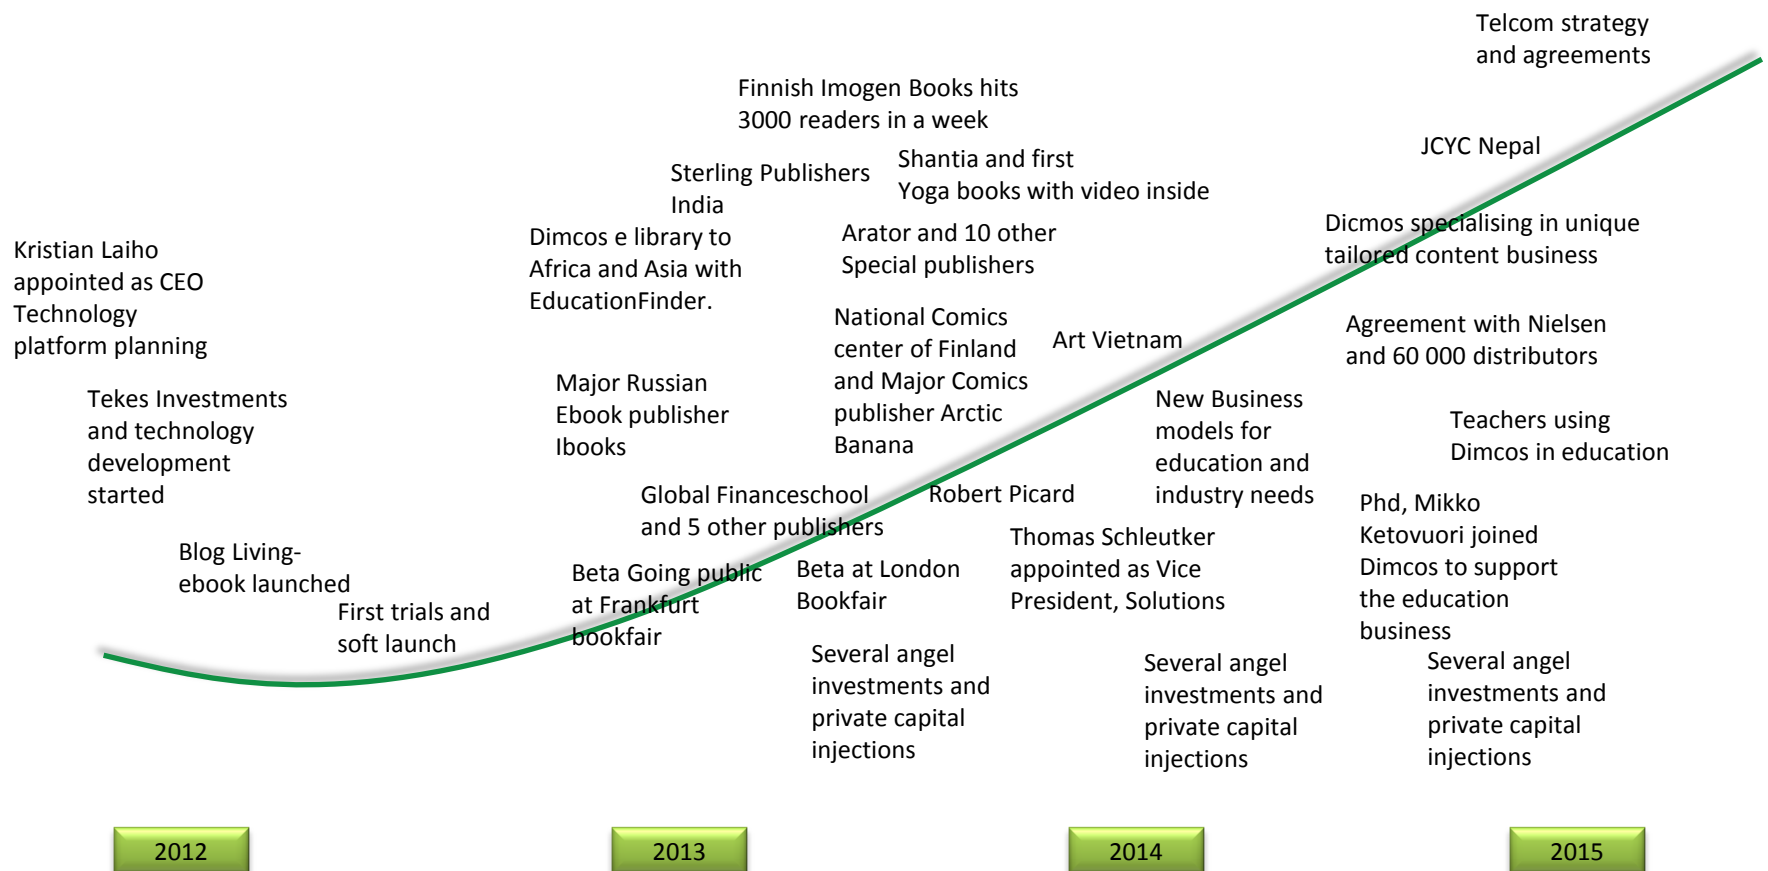 Telcom strategy
and agreements
Finnish Imogen Books hits
3000 readers in a week
JCYC Nepal
Shantia and first
Yoga books with video inside
Sterling Publishers
India
Dicmos specialising in unique
tailored content business
Dimcos e library to
Africa and Asia with
EducationFinder.
Arator and 10 other
Special publishers
Kristian Laiho
appointed as CEO
Technology
platform planning
National Comics
center of Finland
and Major Comics
publisher Arctic
Banana
Art Vietnam
Agreement with Nielsen
and 60 000 distributors
Major Russian
Ebook publisher
Ibooks
Tekes Investments
and technology
development
started
New Business
models for
education and
industry needs
Teachers using
Dimcos in education
Global Financeschool
and 5 other publishers
Robert Picard
Phd, Mikko
Ketovuori joined
Dimcos to support
the education
business
Thomas Schleutker
appointed as Vice
President, Solutions
Blog Living-
ebook launched
Beta Going public
at Frankfurt
bookfair
Beta at London
Bookfair
First trials and
soft launch
Several angel
investments and
private capital
injections
Several angel
investments and
private capital
injections
Several angel
investments and
private capital
injections
2012
2013
2014
2015